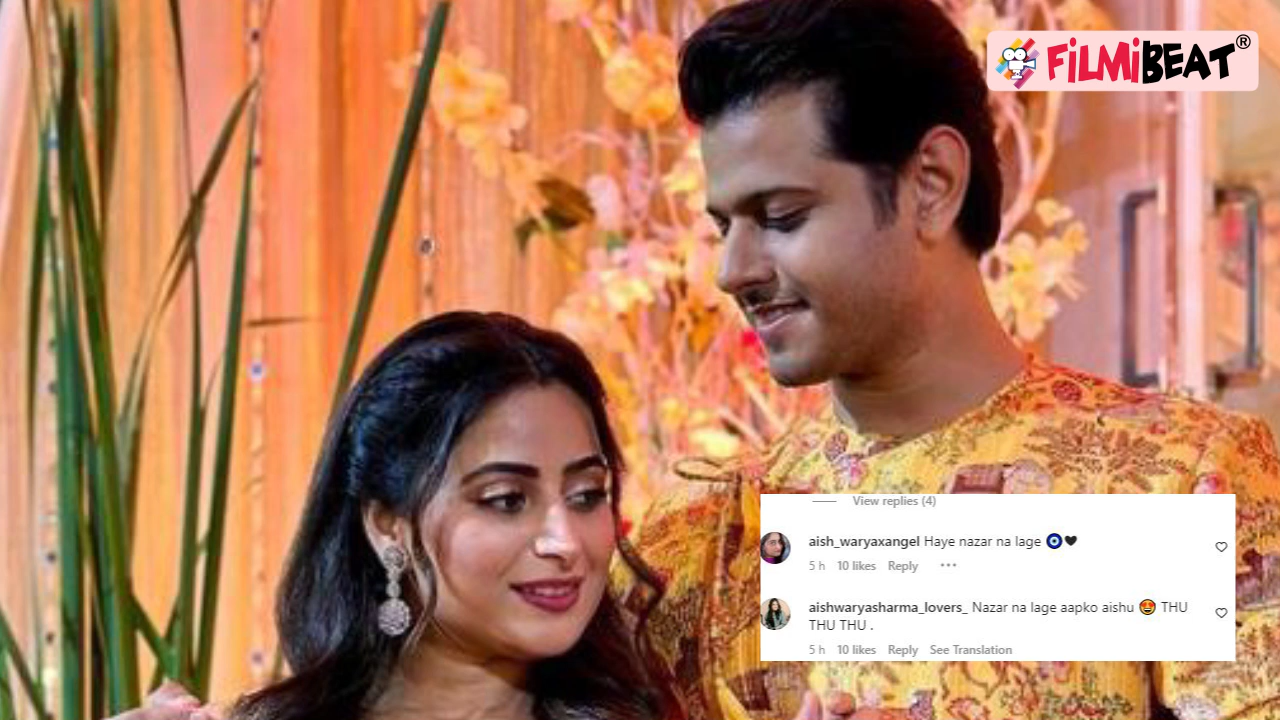 FiLMiBEAT®
View replies (4)
aish_waryaxangel Haye nazar na lage 🧿🖤
5 h 10 likes Reply ...
aishwaryasharma_lovers_ Nazar na lage aapko aishu 🤩 THU
THU THU .
5 h 10 likes Reply See Translation